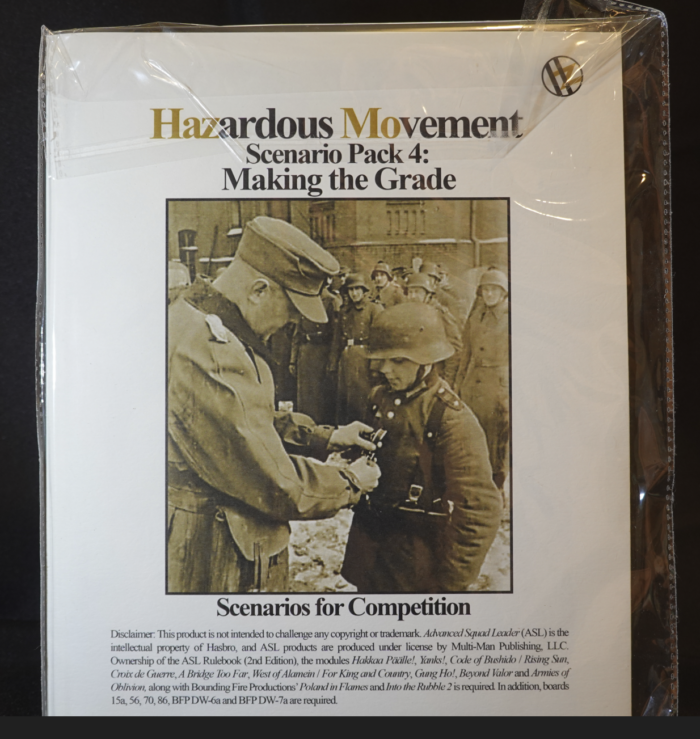 Hazardous Movement
Scenario Pack 4:
Making the Grade
Scenarios for Competition
Disclaimer: This product is not intended to challenge any copyright or trademark. Advanced Squad Leader (ASL) is the
intellectual property of Hasbro, and ASL products are produced under license by Multi-Man Publishing, LLC.
Ownership of the ASL Rulebook (2nd Edition), the modules Hakkaa Päälle!, Yanks!, Code of Bushido / Rising Sun,
Croix de Guerre, A Bridge Too Far, West of Alamein / For King and Country, Gung Ho!, Beyond Valor and Armies of
Oblivion, along with Bounding Fire Productions' Poland in Flames and Into the Rubble 2 is required. In addition, boards
15a, 56, 70, 86, BFP DW-6a and BFP DW-7a are required.